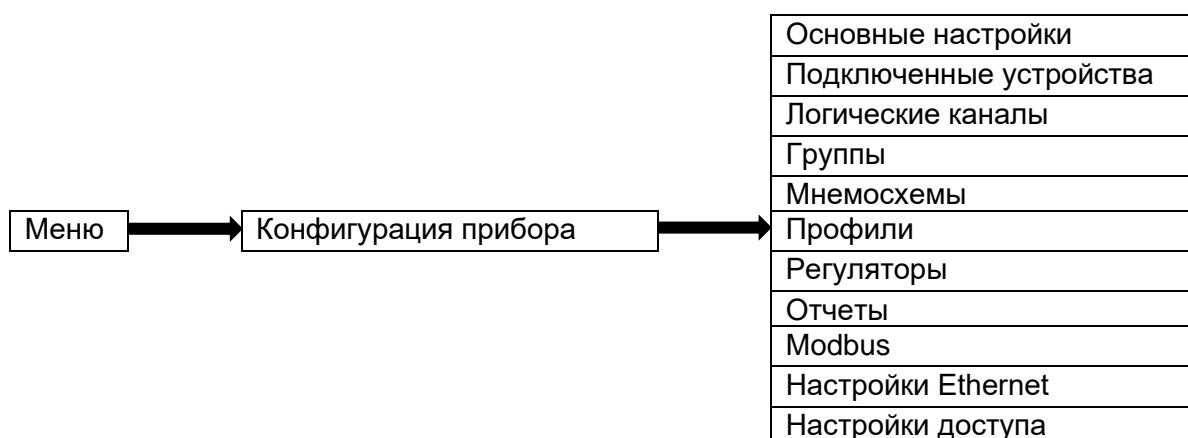 Основные настройки
Подключенные устройства
Логические каналы
Группы
Мнемосхемы
Меню
Конфигурация прибора
Профили
Регуляторы
Отчеты
Modbus
Настройки Ethernet
Настройки доступа